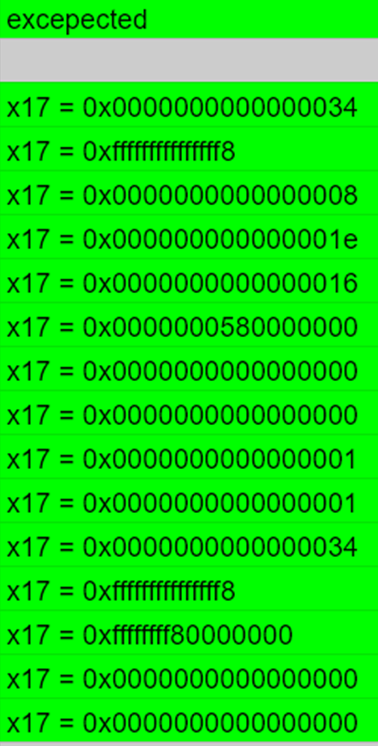 excepected
x17 = 0x0000000000000034
x17 = 0xfffffffffffffff8
x17 = 0x0000000000000008
x17 = 0x000000000000001e
x17 = 0x0000000000000016
x17 = 0x0000000580000000
x17 = 0x0000000000000000
x17 = 0x0000000000000000
x17 = 0x0000000000000001
x17 = 0x0000000000000001
x17 = 0x0000000000000034
x17 = 0xfffffffffffffff8
x17 = 0xffffffff80000000
x17 = 0x0000000000000000
x17 = 0x0000000000000000